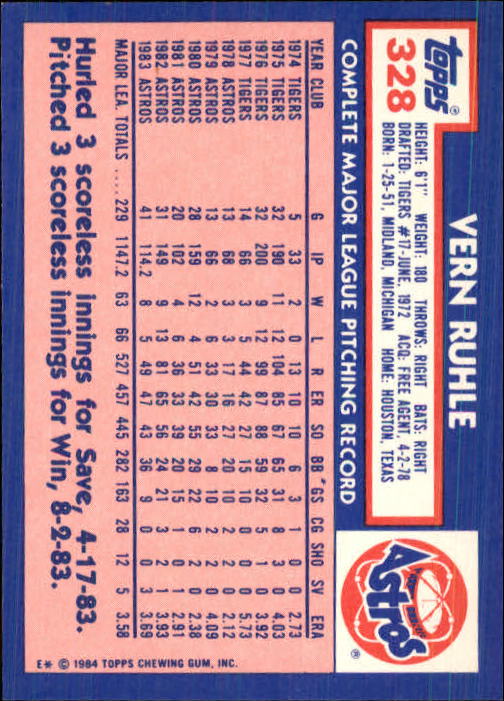 topps®
328
VERN RUHLE
HEIGHT: 6'1" WEIGHT: 180 THROWS: RIGHT BATS: RIGHT
DRAFTED: TIGERS #17-JUNE, 1972 ACQ: FREE AGENT, 4-2-78
BORN: 1-25-51, MIDLAND, MICHIGAN HOME: HOUSTON, TEXAS
Astros ®
COMPLETE MAJOR LEAGUE PITCHING RECORD
YEAR CLUB G IP W L R ER SO BB *GS CG SHO SV ERA
1974 TIGERS 5 33 2 0 13 10 10 6 3 1 0 0 2.73
1975 TIGERS 32 190 11 12 104 85 67 65 31 8 3 0 4.03
1976 TIGERS 32 200 9 12 99 87 88 59 32 5 1 0 3.92
1977 TIGERS 14 66 3 5 44 42 27 15 10 0 0 0 5.73
1978 ASTROS 13 68 3 3 17 16 27 20 10 2 2 0 2.12
1979 ASTROS 13 66 2 6 33 30 33 8 10 2 2 0 4.09
1980 ASTROS 28 159 12 4 51 42 55 29 22 6 2 0 2.38
1981 ASTROS 20 102 4 6 36 33 39 20 15 1 0 1 2.91
1982 ASTROS 31 149 9 13 81 65 56 24 21 3 2 1 3.93
1983 ASTROS 41 114.2 8 5 49 47 43 36 9 0 0 3 3.69
MAJOR LEA. TOTALS .... 229 1147.2 63 66 527 457 445 282 163 28 12 5 3.58
Hurled 3 scoreless innings for Save, 4-17-83.
Pitched 3 scoreless innings for Win, 8-2-83.
E* © 1984 TOPPS CHEWING GUM, INC.